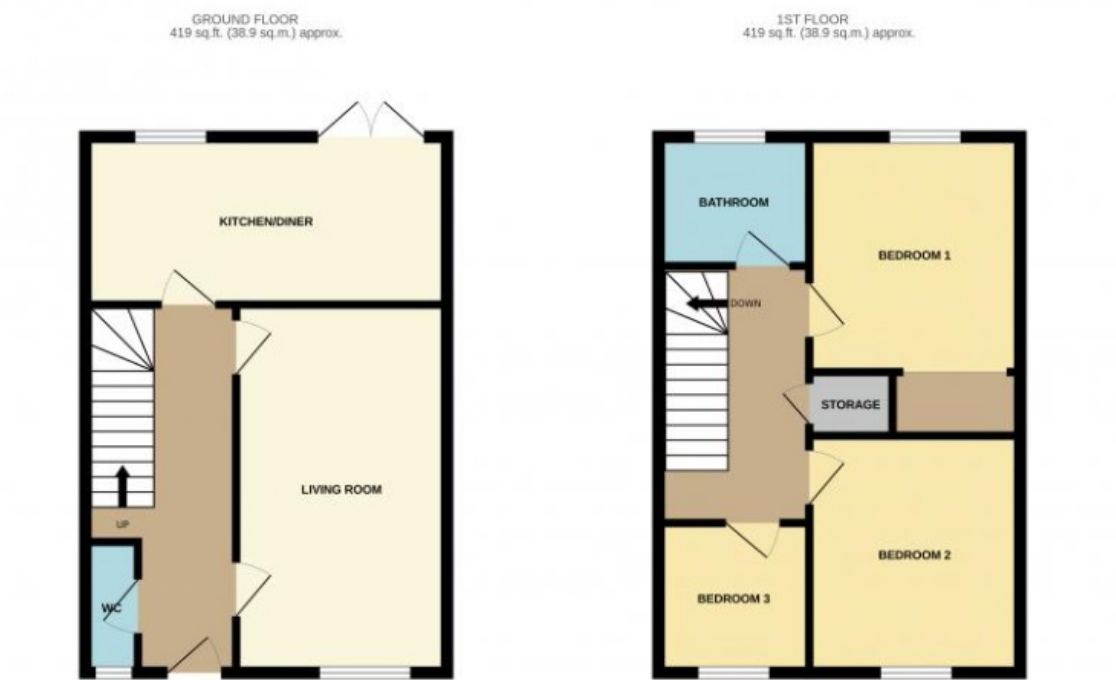 GROUND FLOOR
419 sq.ft. (38.9 sq.m.) approx.
KITCHEN/DINER
LIVING ROOM
UP
WC
1ST FLOOR
419 sq.ft. (38.9 sq.m.) approx.
BATHROOM
BEDROOM 1
DOWN
STORAGE
BEDROOM 2
BEDROOM 3